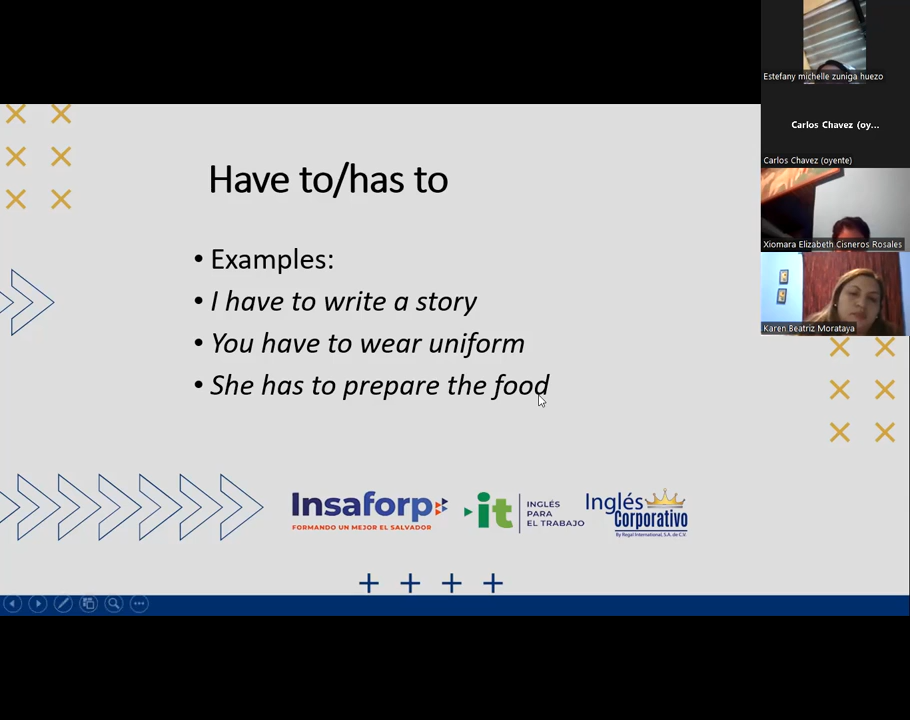 Have to/has to
• Examples:
• I have to write a story
• You have to wear uniform
• She has to prepare the food
Insaforp
FORMANDO UN MEJOR EL SALVADOR
it
INGLÉS
PARA
EL TRABAJO
Inglés
Corporativo
By Regal International, S.A. de C.V.
Estefany michelle zuniga huezo
Carlos Chavez (oy...
Carlos Chavez (oyente)
Xiomara Elizabeth Cisneros Rosales
Karen Beatriz Morataya